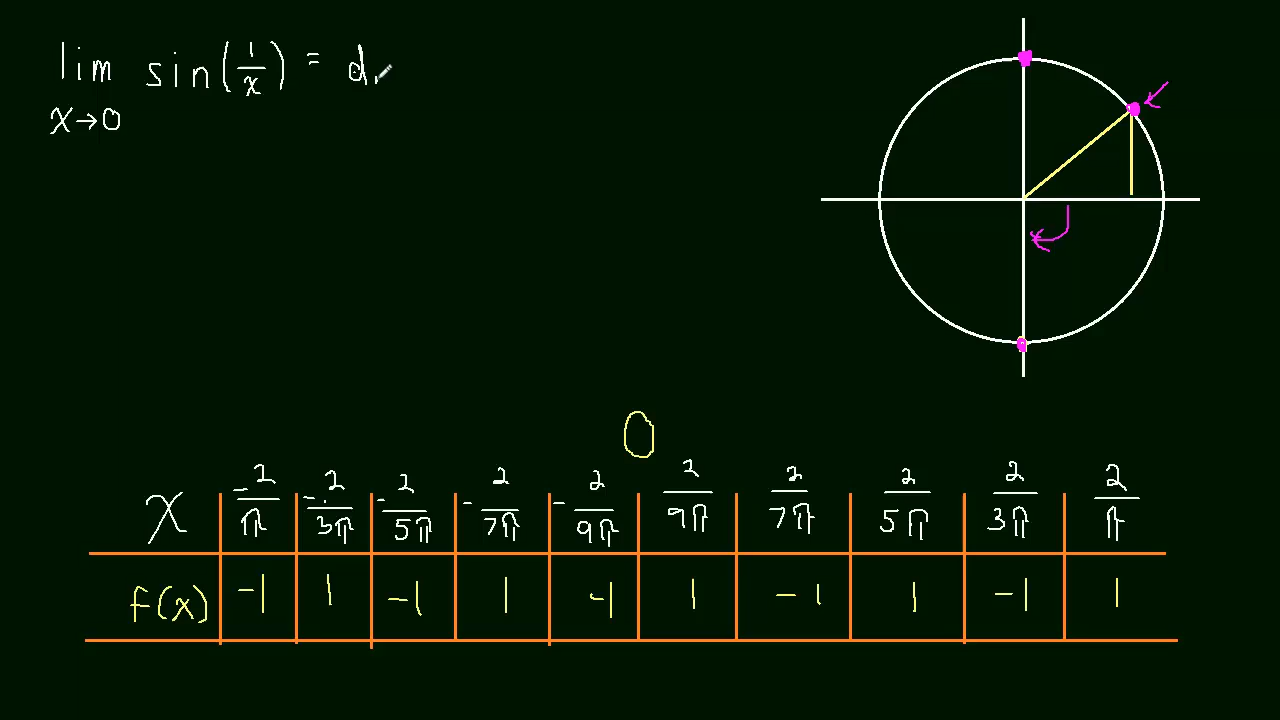 lim sin(1/x) = d.
x→0
0
x -2/π -2/3π -2/5π -2/7π -2/9π 2/9π 2/7π 2/5π 2/3π 2/π
f(x) -1 1 -1 1 -1 1 -1 1 -1 1